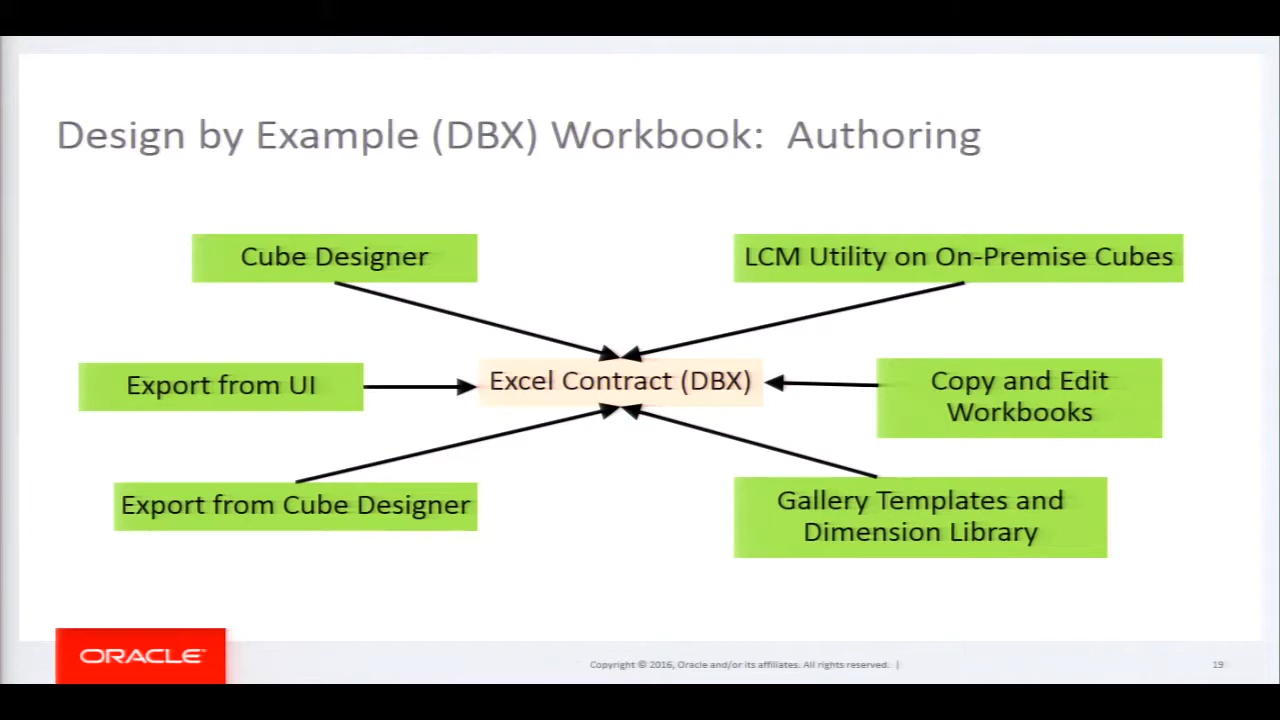 Design by Example (DBX) Workbook: Authoring
Cube Designer
LCM Utility on On-Premise Cubes
Export from UI
Excel Contract (DBX)
Copy and Edit
Workbooks
Export from Cube Designer
Gallery Templates and
Dimension Library
ORACLE
Copyright © 2016, Oracle and/or its affiliates. All rights reserved. |
19